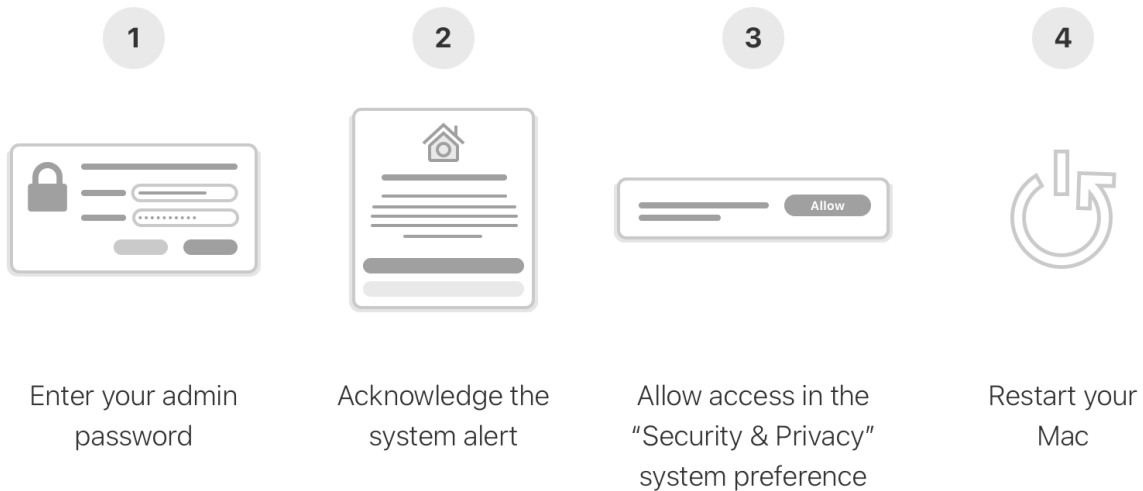 1
2
3
4
Allow
Enter your admin
password
Acknowledge the
system alert
Allow access in the
“Security & Privacy”
system preference
Restart your
Mac